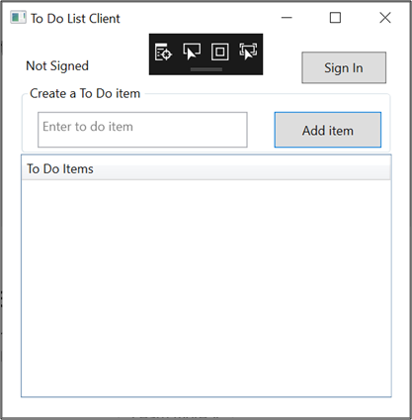 To Do List Client
Not Signed
Sign In
Create a To Do item
Enter to do item
Add item
To Do Items